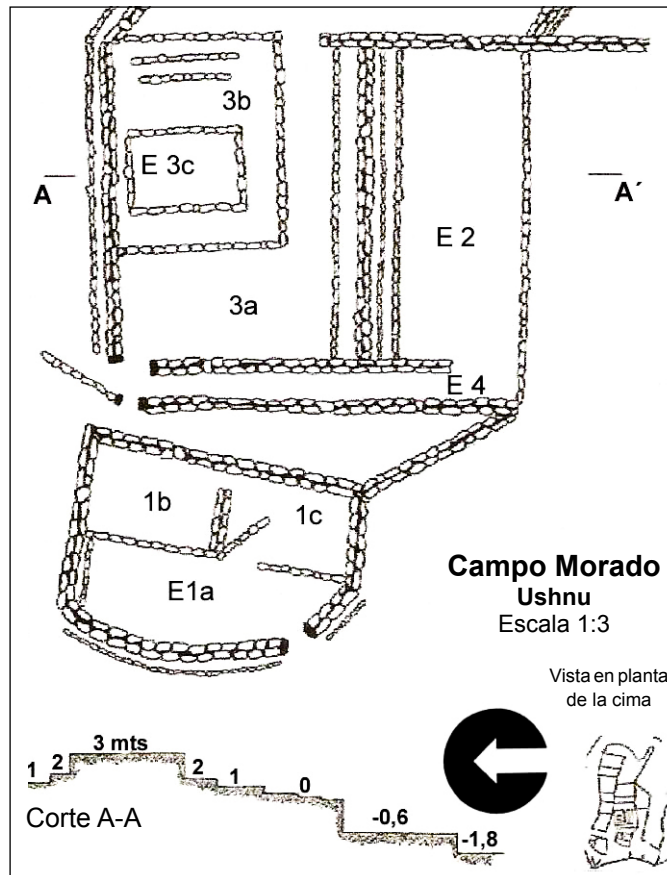 3b
E 3c
A
A´
E 2
3a
E 4
1b
1c
E1a
Campo Morado
Ushnu
Escala 1:3
Vista en planta
de la cima
1 2 3 mts 2 1 0 -0,6 -1,8
Corte A-A